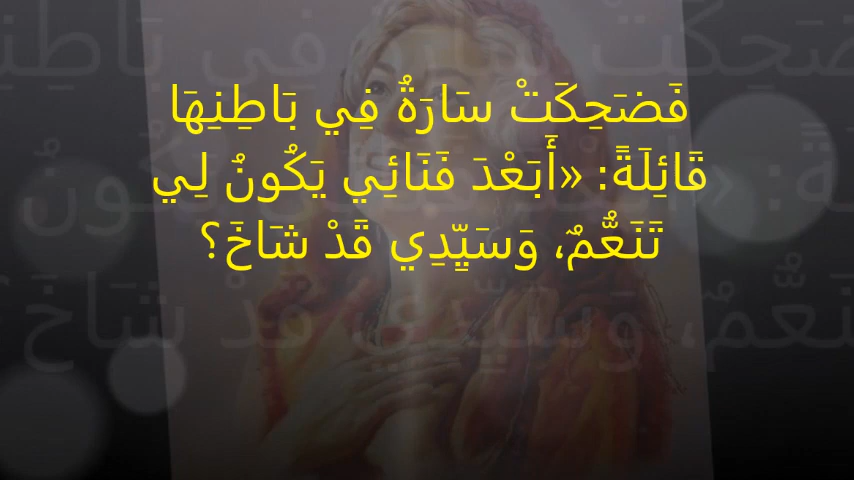 فَضَحِكَتْ سَارَةُ فِي بَاطِنِهَا
قَائِلَةً: «أَبَعْدَ فَنَائِي يَكُونُ لِي
تَنَعُّمٌ، وَسَيِّدِي قَدْ شَاخَ؟